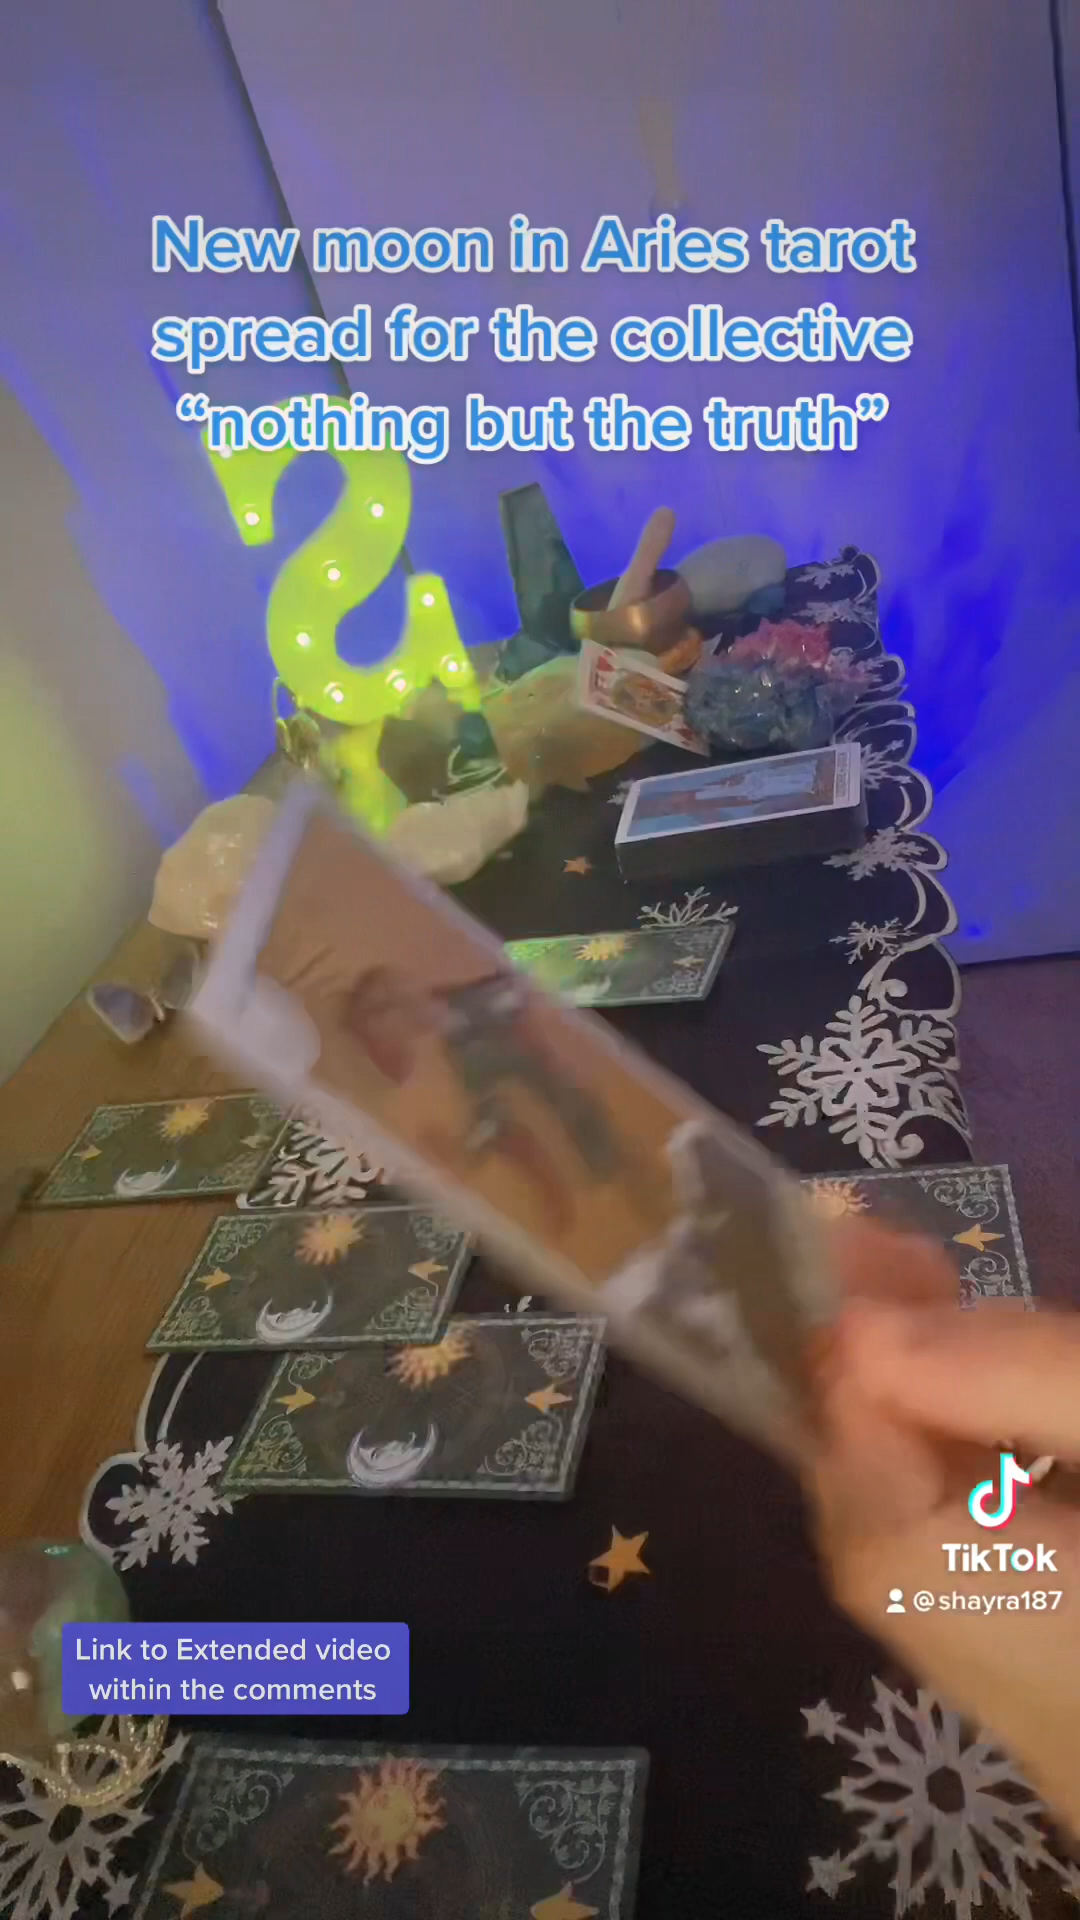 New moon in Aries tarot
spread for the collective
“nothing but the truth”
S
TikTok
@shayra187
Link to Extended video
within the comments